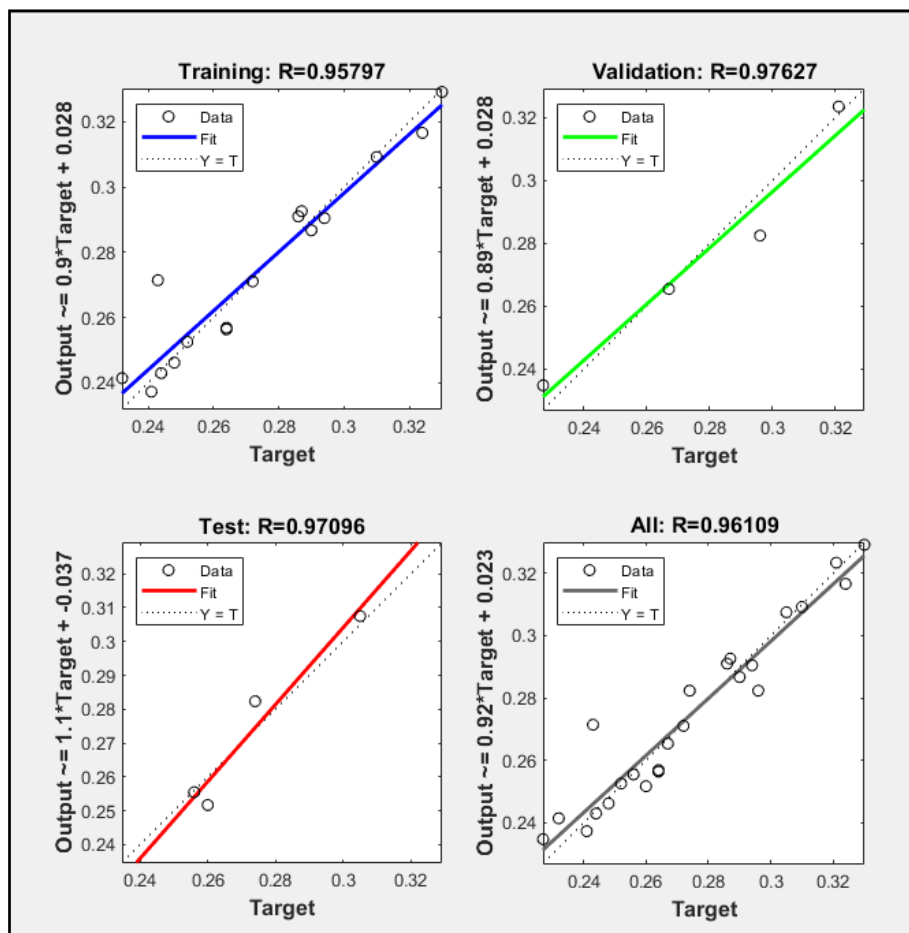 Training: R=0.95797
Output ~= 0.9*Target + 0.028
Data
Fit
Y = T
0.32
0.3
0.28
0.26
0.24
0.24 0.26 0.28 0.3 0.32
Target
Validation: R=0.97627
Output ~= 0.89*Target + 0.028
Data
Fit
Y = T
0.32
0.3
0.28
0.26
0.24
0.24 0.26 0.28 0.3 0.32
Target
Test: R=0.97096
Output ~= 1.1*Target + -0.037
Data
Fit
Y = T
0.32
0.31
0.3
0.29
0.28
0.27
0.26
0.25
0.24
0.24 0.26 0.28 0.3 0.32
Target
All: R=0.96109
Output ~= 0.92*Target + 0.023
Data
Fit
Y = T
0.32
0.3
0.28
0.26
0.24
0.24 0.26 0.28 0.3 0.32
Target